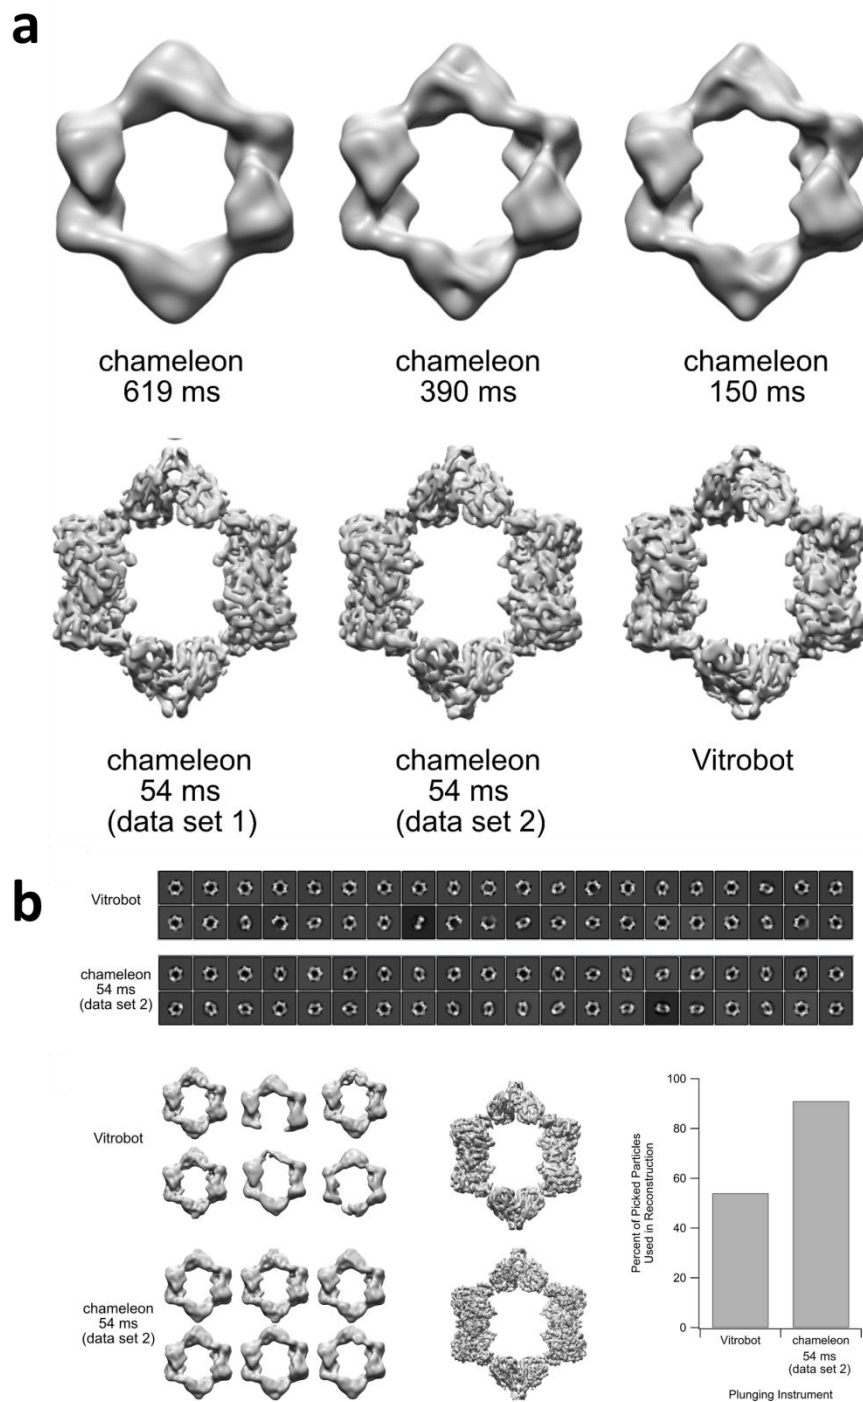 a
chameleon
619 ms
chameleon
390 ms
chameleon
150 ms
chameleon
54 ms
(data set 1)
chameleon
54 ms
(data set 2)
Vitrobot
b
Vitrobot
chameleon
54 ms
(data set 2)
Vitrobot
chameleon
54 ms
(data set 2)
Percent of Picked Particles
Used in Reconstruction
100
80
60
40
20
0
Vitrobot
chameleon
54 ms
(data set 2)
Plunging Instrument